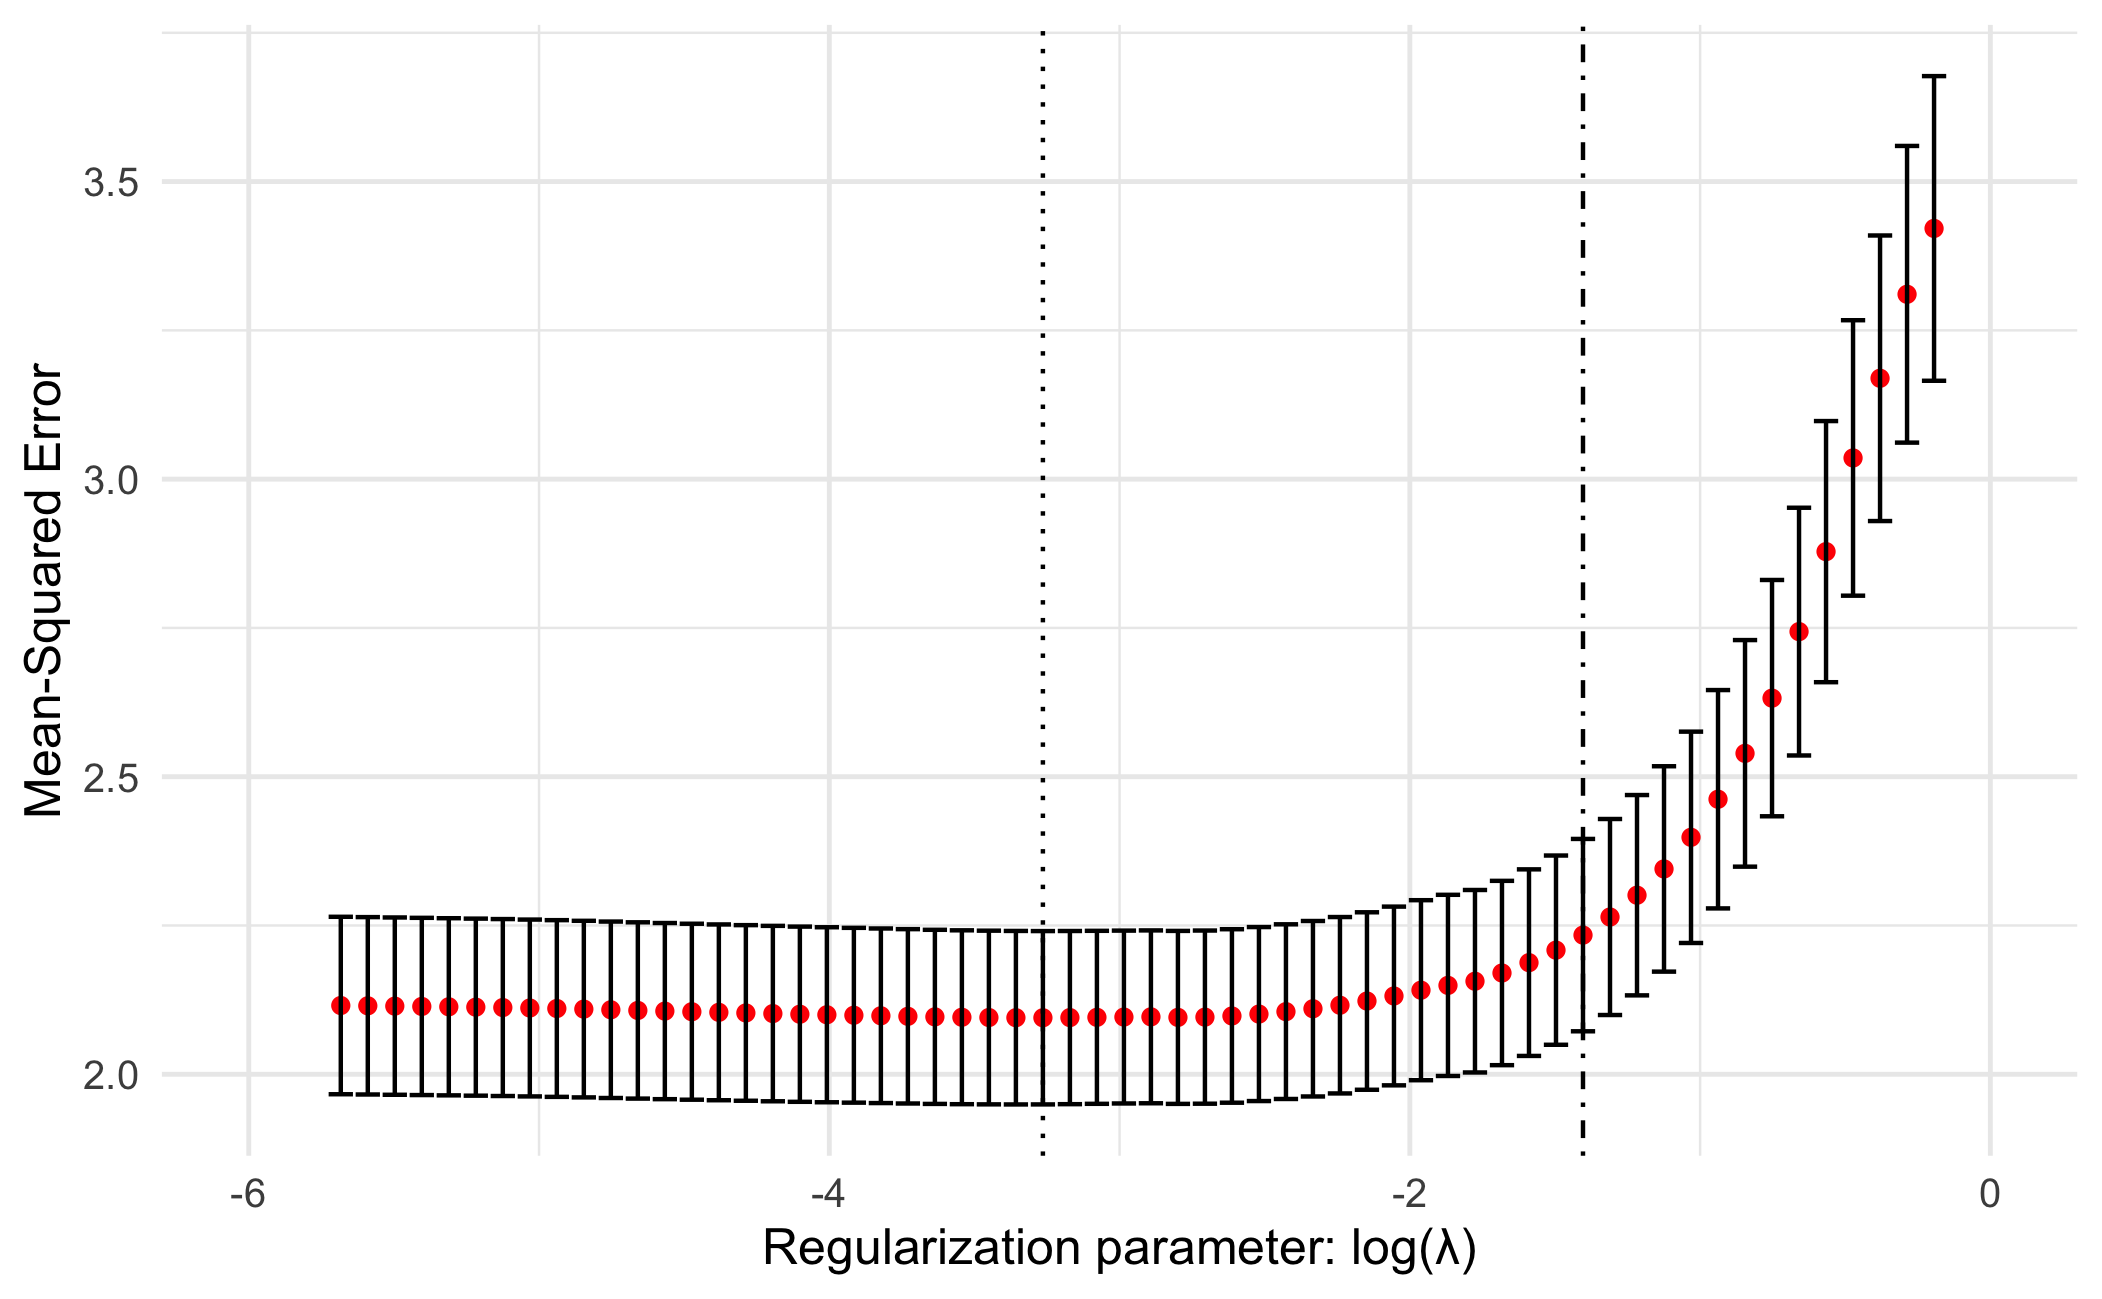 Mean-Squared Error
3.5
3.0
2.5
2.0
-6 -4 -2 0
Regularization parameter: log(λ)